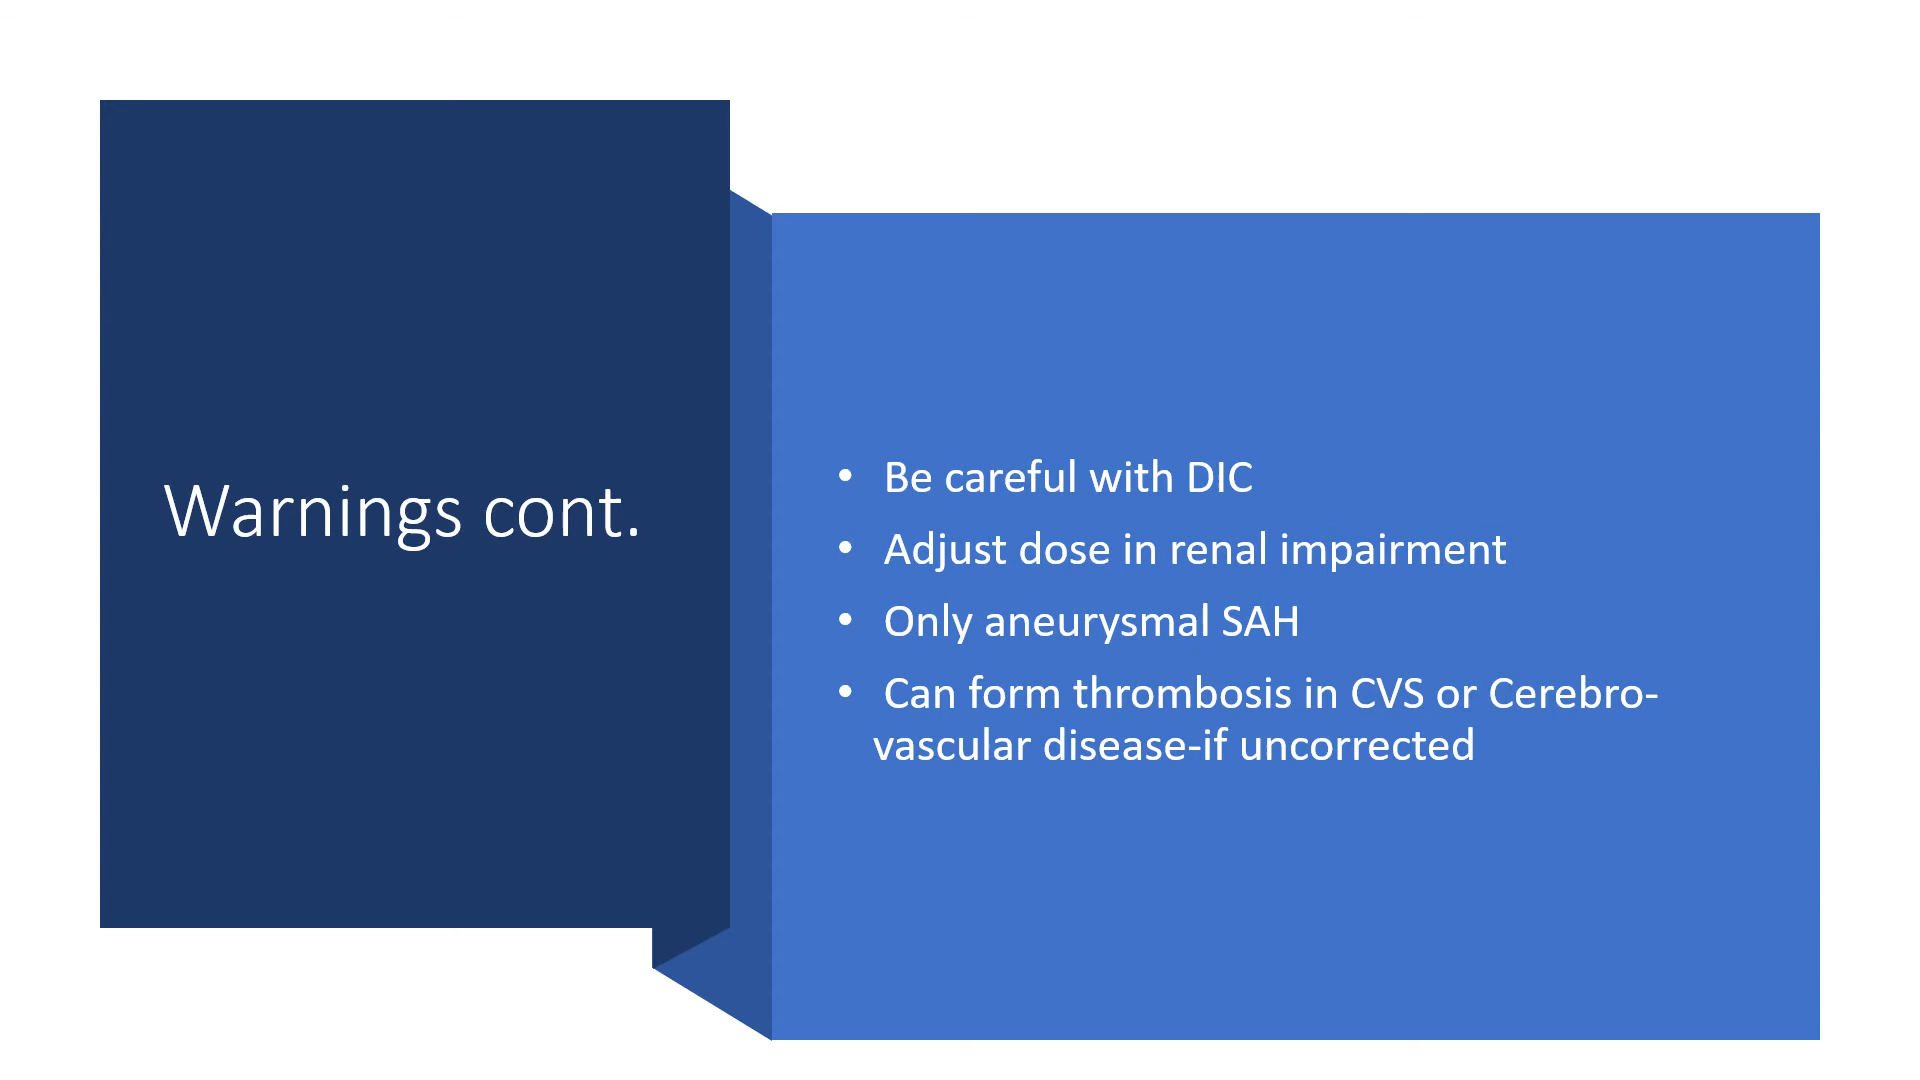 Warnings cont.
• Be careful with DIC
• Adjust dose in renal impairment
• Only aneurysmal SAH
• Can form thrombosis in CVS or Cerebro-
vascular disease-if uncorrected